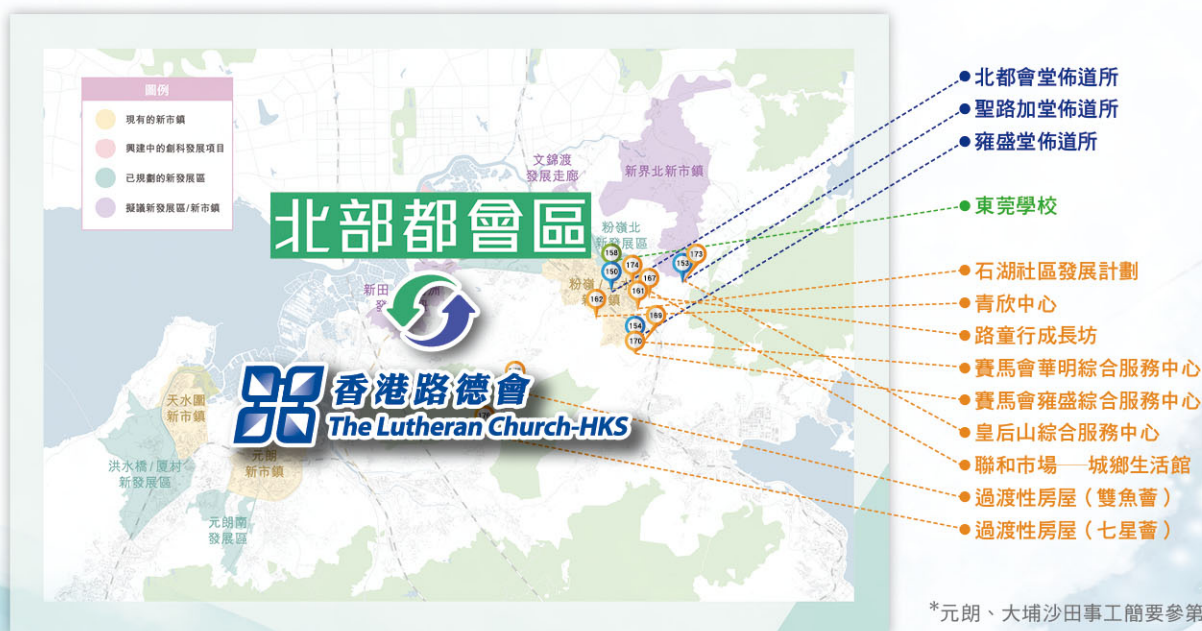 圖例
現有的新市鎮
興建中的創科發展項目
已規劃的新發展區
擬議新發展區/新市鎮
文錦渡
發展走廊
新界北新市鎮
北部都會區
粉嶺北
新發展區
158
150
174
167
161
162
153
173
169
154
170
粉嶺/
鎮
新田
香港路德會
The Lutheran Church-HKS
天水圍
新市鎮
洪水橋/厦村
新發展區
元朗
新市鎮
元朗南
發展區
北都會堂佈道所
聖路加堂佈道所
雍盛堂佈道所
東莞學校
石湖社區發展計劃
青欣中心
路童行成長坊
賽馬會華明綜合服務中心
賽馬會雍盛綜合服務中心
皇后山綜合服務中心
聯和市場──城鄉生活館
過渡性房屋（雙魚薈）
過渡性房屋（七星薈）
*元朗、大埔沙田事工簡要參第